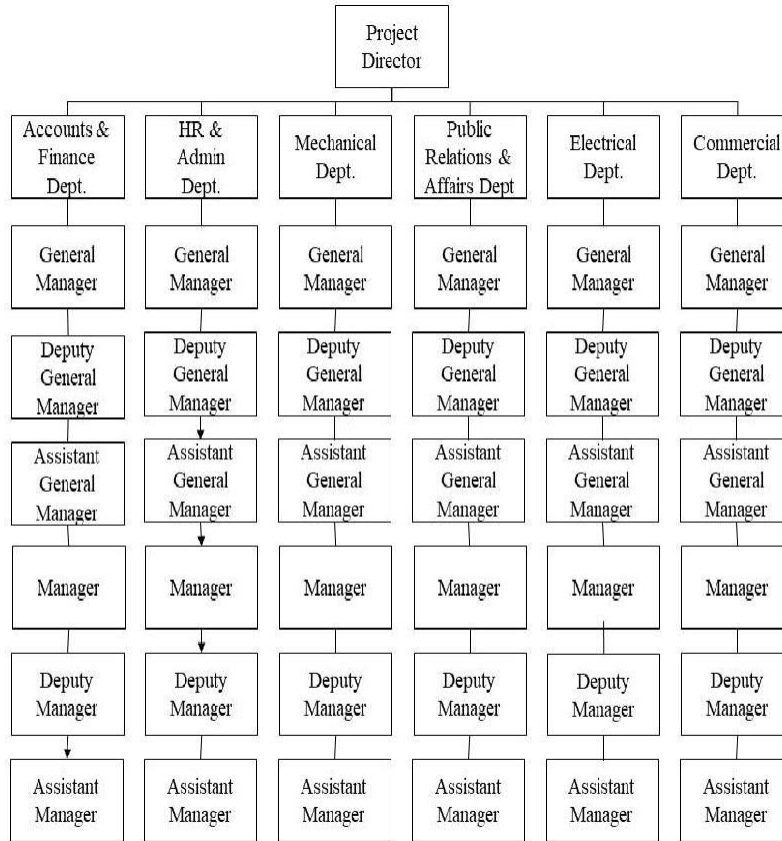 Project
Director
Accounts &
Finance
Dept.
HR &
Admin
Dept.
Mechanical
Dept.
Public
Relations &
Affairs Dept
Electrical
Dept.
Commercial
Dept.
General
Manager
General
Manager
General
Manager
General
Manager
General
Manager
General
Manager
Deputy
General
Manager
Deputy
General
Manager
Deputy
General
Manager
Deputy
General
Manager
Deputy
General
Manager
Deputy
General
Manager
Assistant
General
Manager
Assistant
General
Manager
Assistant
General
Manager
Assistant
General
Manager
Assistant
General
Manager
Assistant
General
Manager
Manager
Manager
Manager
Manager
Manager
Manager
Deputy
Manager
Deputy
Manager
Deputy
Manager
Deputy
Manager
Deputy
Manager
Deputy
Manager
Assistant
Manager
Assistant
Manager
Assistant
Manager
Assistant
Manager
Assistant
Manager
Assistant
Manager